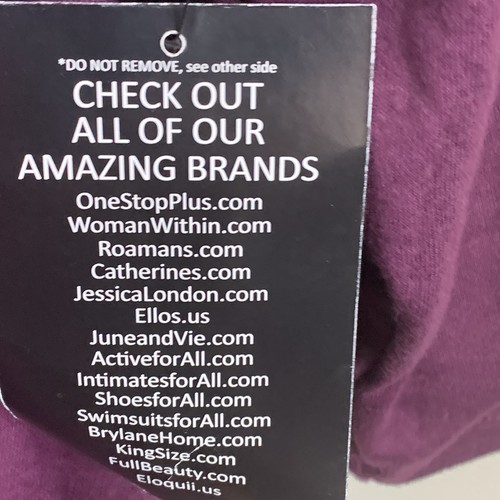 *DO NOT REMOVE, see other side
CHECK OUT
ALL OF OUR
AMAZING BRANDS
OneStopPlus.com
WomanWithin.com
Roamans.com
Catherines.com
JessicaLondon.com
Ellos.us
JuneandVie.com
ActiveforAll.com
IntimatesforAll.com
ShoesforAll.com
SwimsuitsforAll.com
BrylaneHome.com
KingSize.com
FullBeauty.com
Eloquii.us